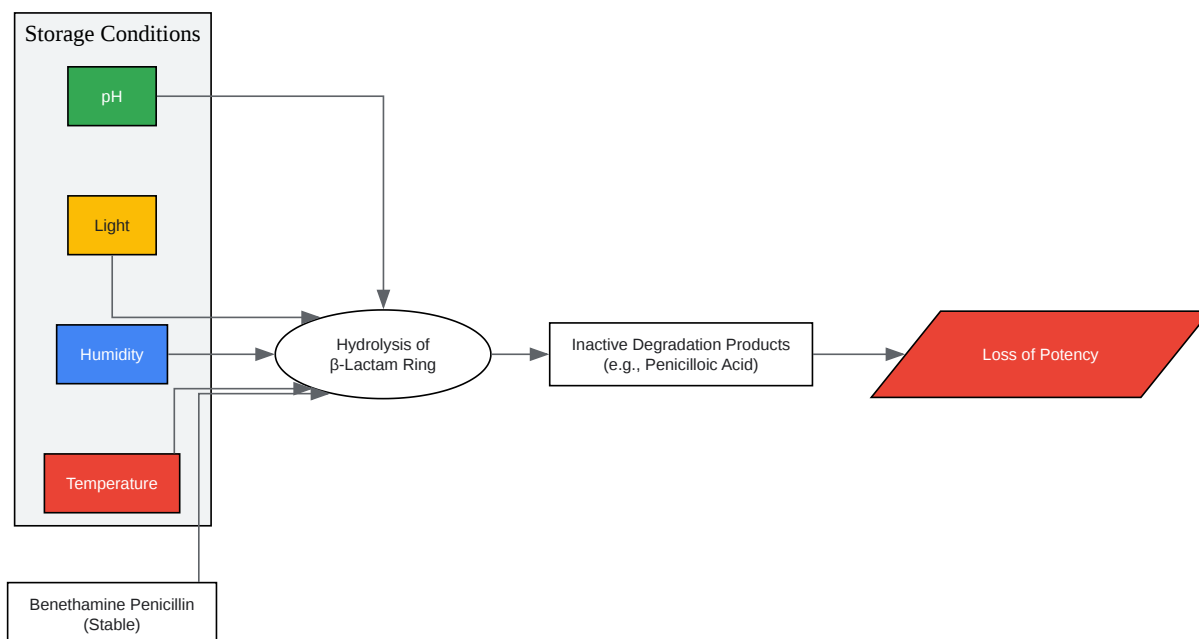 Storage Conditions
pH
Light
Humidity
Temperature
Benethamine Penicillin
(Stable)
Hydrolysis of
β-Lactam Ring
Inactive Degradation Products
(e.g., Penicilloic Acid)
Loss of Potency